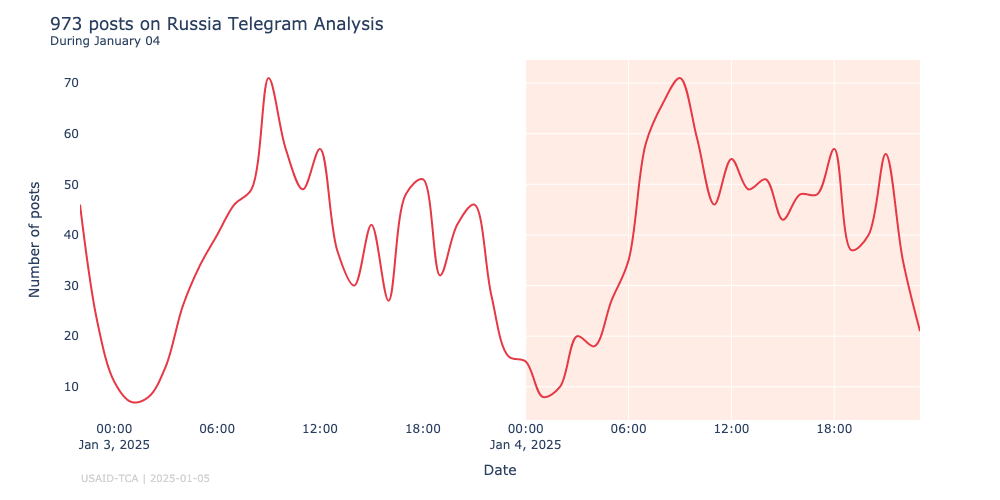 973 posts on Russia Telegram Analysis
During January 04
Number of posts
70
60
50
40
30
20
10
00:00
Jan 3, 2025
06:00
12:00
18:00
00:00
Jan 4, 2025
06:00
12:00
18:00
Date
USAID-TCA | 2025-01-05